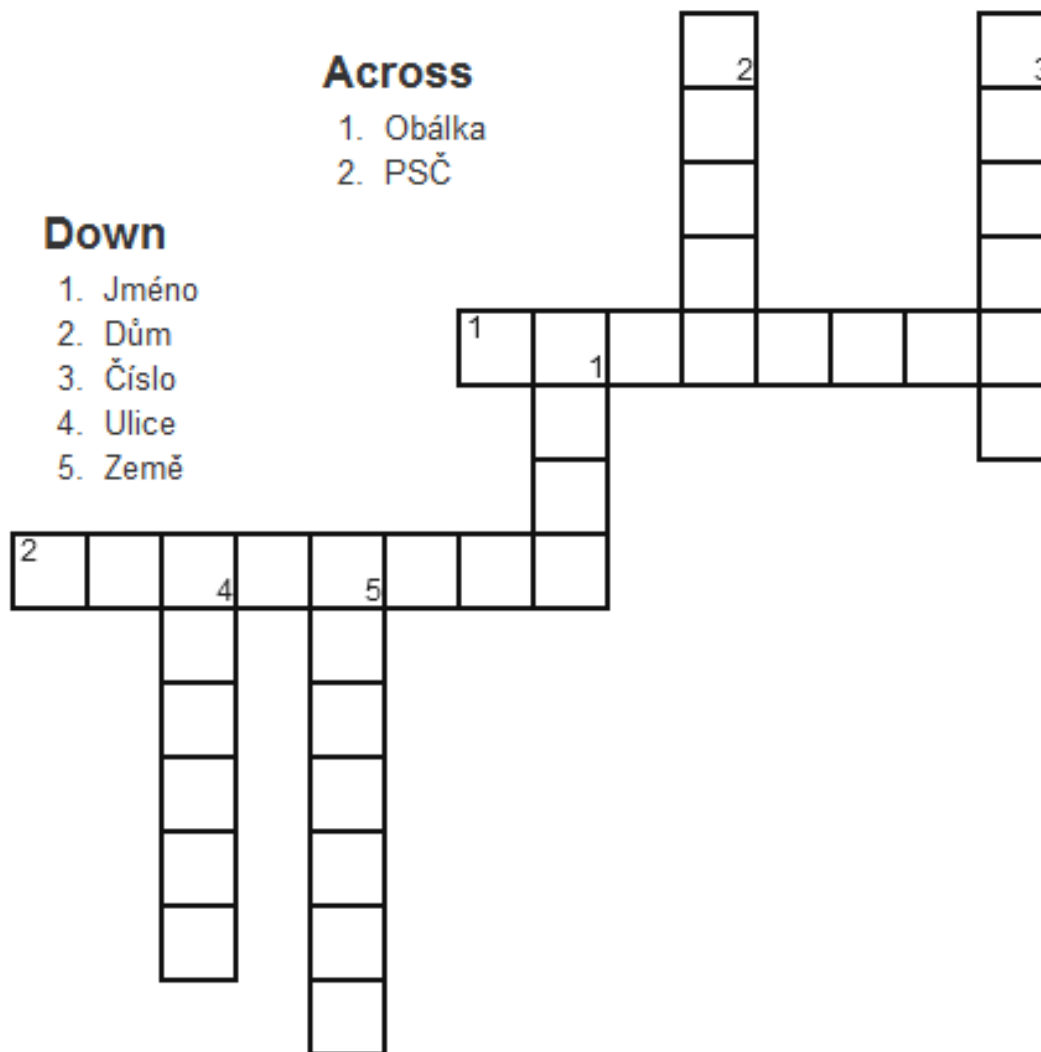 Across
1. Obálka
2. PSČ
Down
1. Jméno
2. Dům
3. Číslo
4. Ulice
5. Země
2
3
1
1
2
4
5